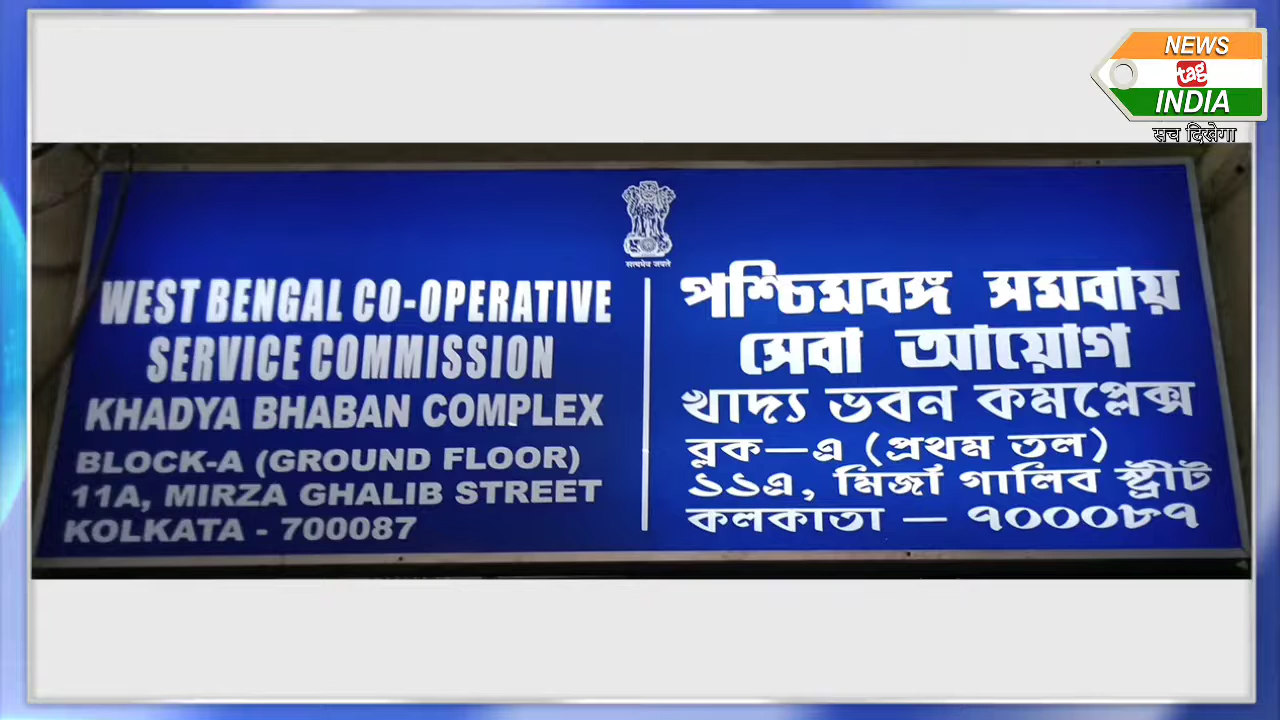 NEWS
tag
INDIA
सच दिखेगा
सत्यमेव जयते
WEST BENGAL CO-OPERATIVE
SERVICE COMMISSION
KHADYA BHABAN COMPLEX
BLOCK-A (GROUND FLOOR)
11A, MIRZA GHALIB STREET
KOLKATA - 700087
পশ্চিমবঙ্গ সমবায়
সেবা আয়োগ
খাদ্য ভবন কমপ্লেক্স
ব্লক—এ (প্রথম তল)
১১এ, মির্জা গালিব স্ট্রীট
কলকাতা — ৭০০০৮৭